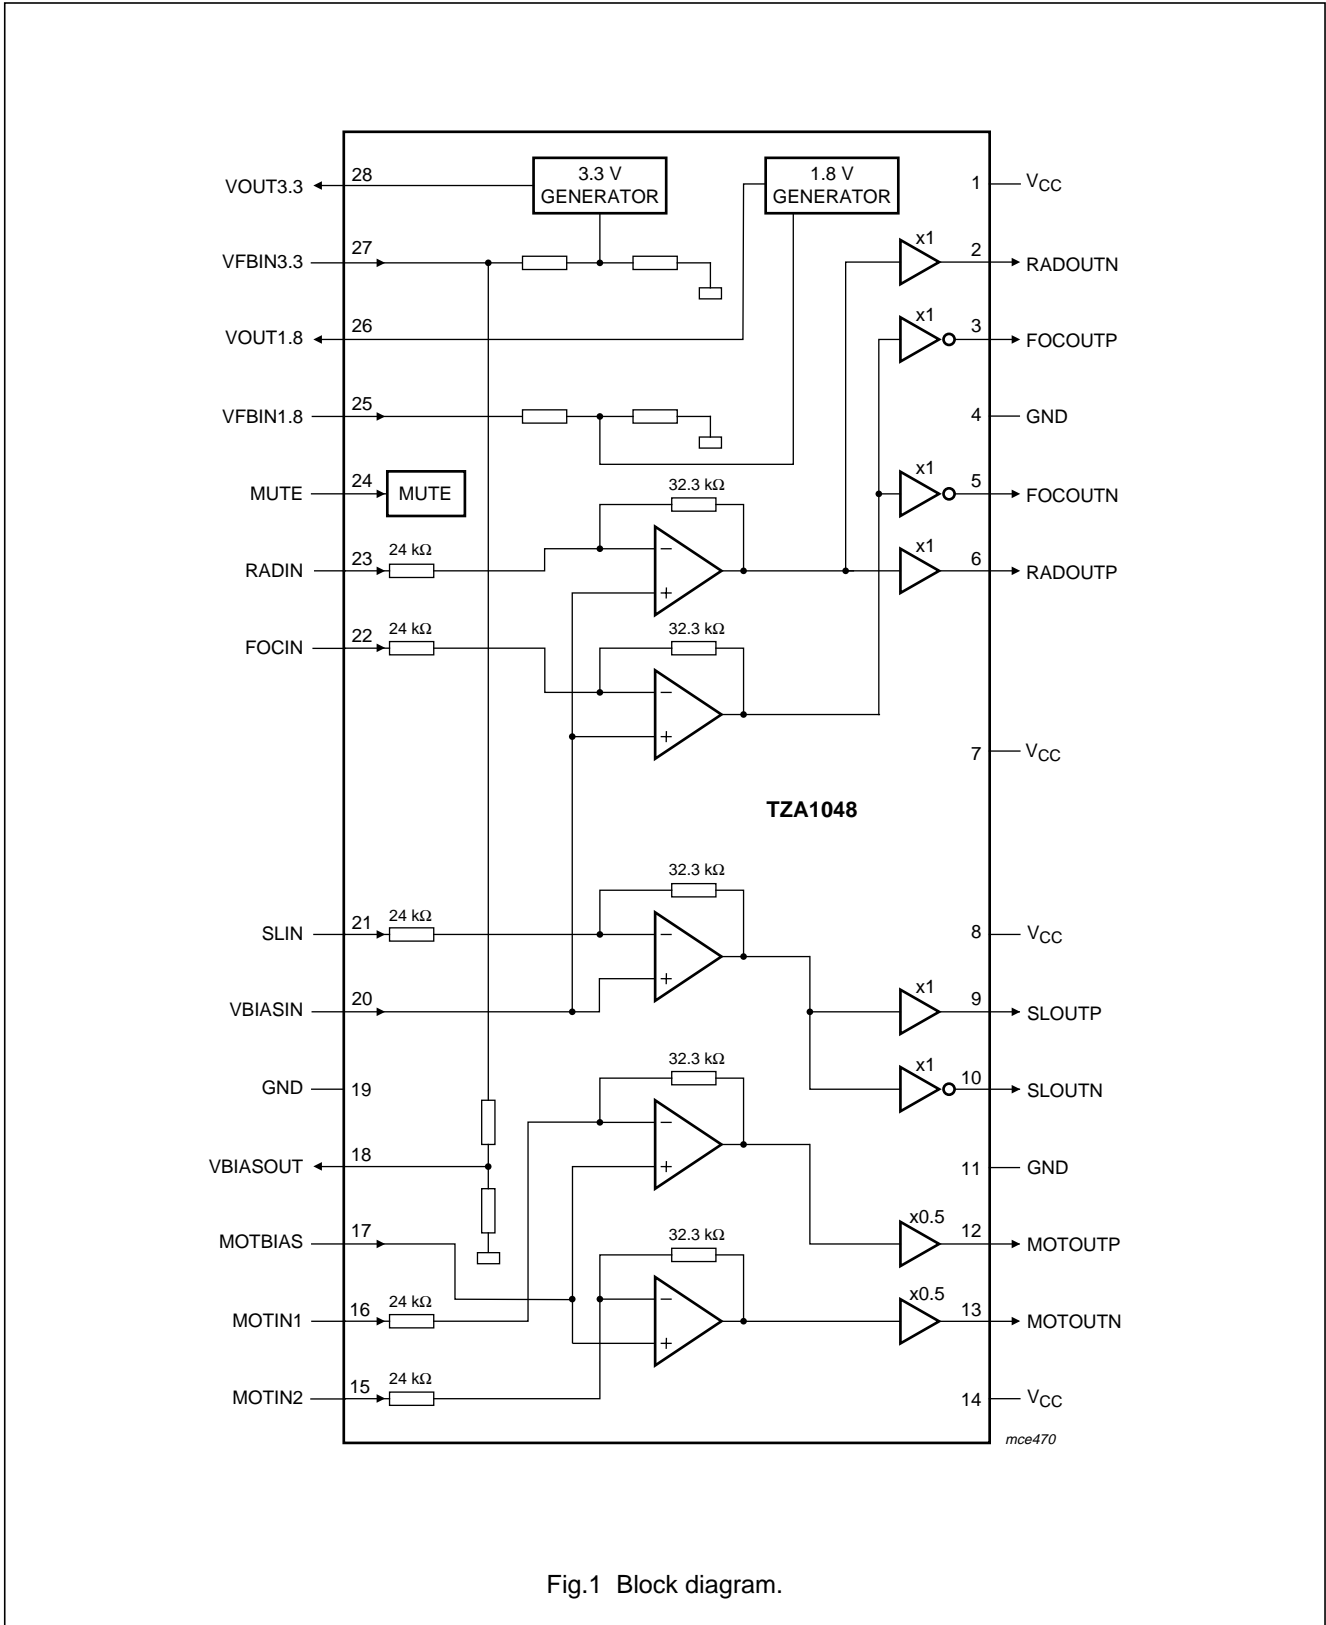 VOUT3.3 28 3.3 V GENERATOR 1.8 V GENERATOR 1 VCC
VFBIN3.3 27 x1 2 RADOUTN
VOUT1.8 26 x1 3 FOCOUTP
VFBIN1.8 25 4 GND
MUTE 24 MUTE x1 5 FOCOUTN
32.3 kΩ
RADIN 23 24 kΩ − + x1 6 RADOUTP
FOCIN 22 24 kΩ 32.3 kΩ − +
7 VCC
TZA1048
32.3 kΩ
SLIN 21 24 kΩ − + 8 VCC
VBIASIN 20 x1 9 SLOUTP
32.3 kΩ
GND 19 x1 10 SLOUTN
− +
VBIASOUT 18 11 GND
MOTBIAS 17 32.3 kΩ x0.5 12 MOTOUTP
MOTIN1 16 24 kΩ − + x0.5 13 MOTOUTN
MOTIN2 15 24 kΩ 14 VCC
mce470
Fig.1 Block diagram.